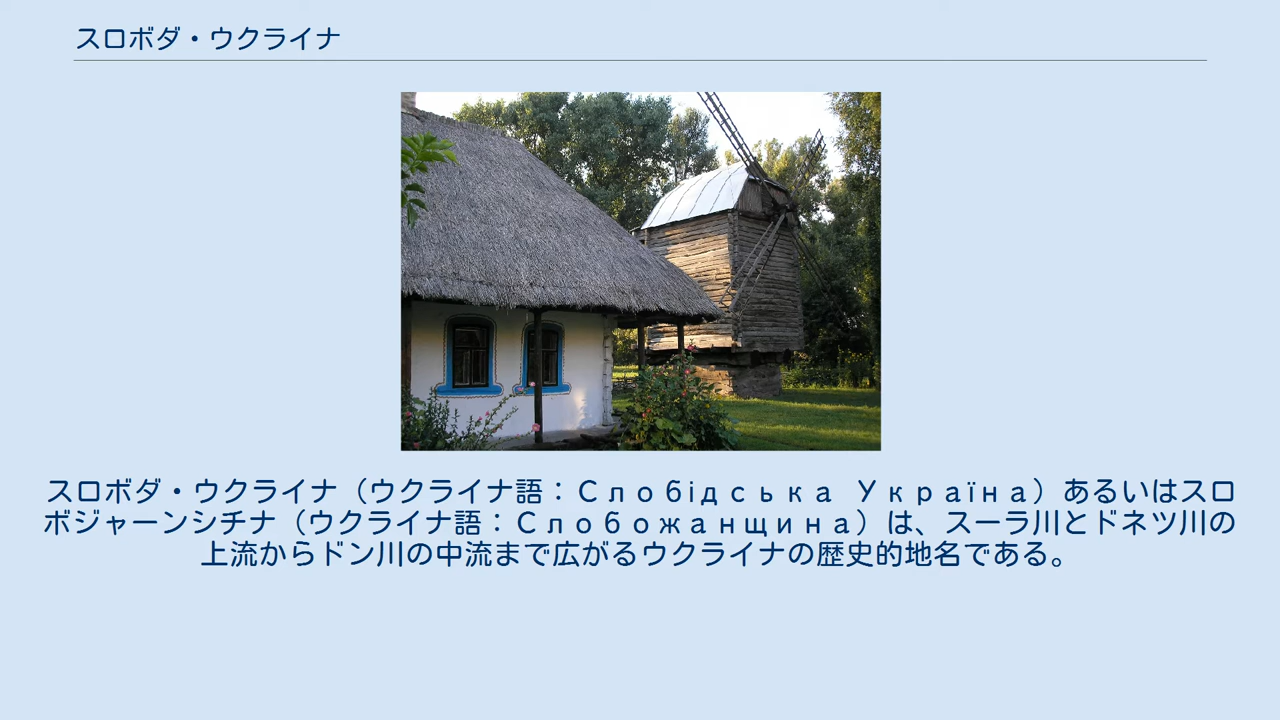 スロボダ・ウクライナ
スロボダ・ウクライナ（ウクライナ語：Слобідська Україна）あるいはスロ
ボジャーンシチナ（ウクライナ語：Слобожанщина）は、スーラ川とドネツ川の
上流からドン川の中流まで広がるウクライナの歴史的地名である。